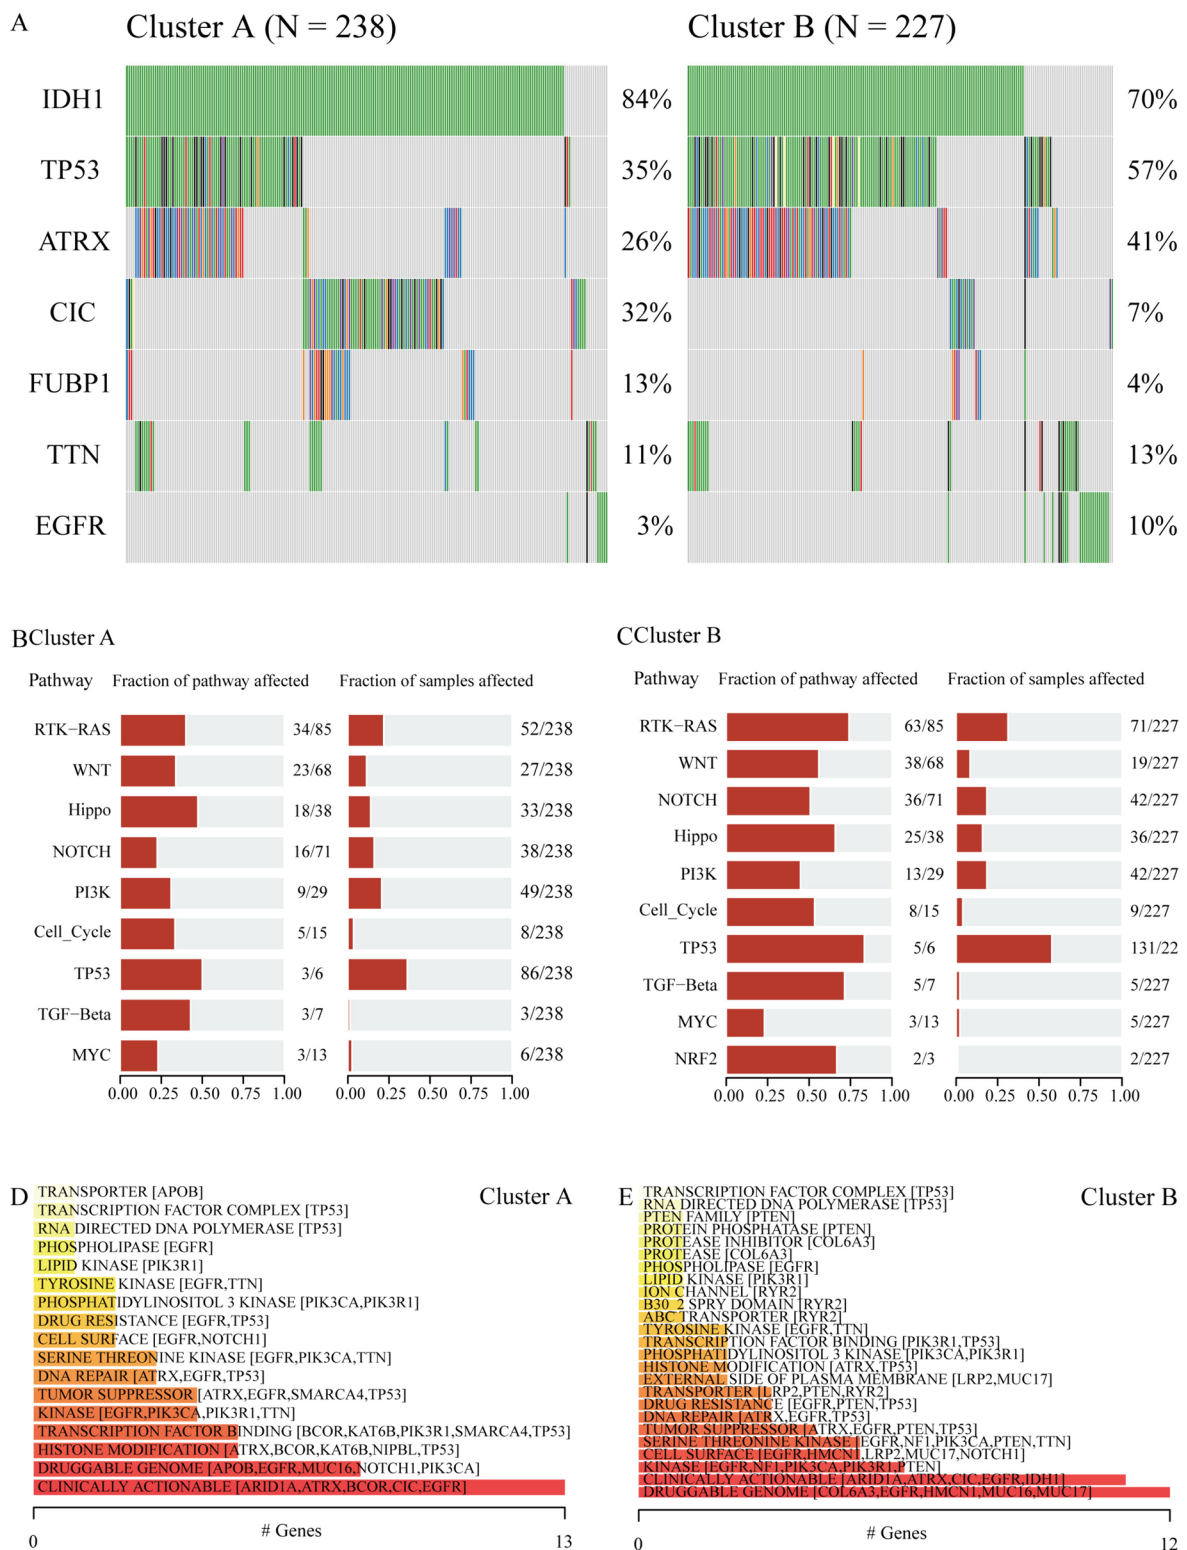 A Cluster A (N = 238) Cluster B (N = 227)
IDH1 84% 70%
TP53 35% 57%
ATRX 26% 41%
CIC 32% 7%
FUBP1 13% 4%
TTN 11% 13%
EGFR 3% 10%
B Cluster A
Pathway Fraction of pathway affected Fraction of samples affected
RTK−RAS 34/85 52/238
WNT 23/68 27/238
Hippo 18/38 33/238
NOTCH 16/71 38/238
PI3K 9/29 49/238
Cell_Cycle 5/15 8/238
TP53 3/6 86/238
TGF−Beta 3/7 3/238
MYC 3/13 6/238
0.00 0.25 0.50 0.75 1.00 0.00 0.25 0.50 0.75 1.00
C Cluster B
Pathway Fraction of pathway affected Fraction of samples affected
RTK−RAS 63/85 71/227
WNT 38/68 19/227
NOTCH 36/71 42/227
Hippo 25/38 36/227
PI3K 13/29 42/227
Cell_Cycle 8/15 9/227
TP53 5/6 131/22
TGF−Beta 5/7 5/227
MYC 3/13 5/227
NRF2 2/3 2/227
0.00 0.25 0.50 0.75 1.00 0.00 0.25 0.50 0.75 1.00
D Cluster A
TRANSPORTER [APOB]
TRANSCRIPTION FACTOR COMPLEX [TP53]
RNA DIRECTED DNA POLYMERASE [TP53]
PHOSPHOLIPASE [EGFR]
LIPID KINASE [PIK3R1]
TYROSINE KINASE [EGFR,TTN]
PHOSPHATIDYLINOSITOL 3 KINASE [PIK3CA,PIK3R1]
DRUG RESISTANCE [EGFR,TP53]
CELL SURFACE [EGFR,NOTCH1]
SERINE THREONINE KINASE [EGFR,PIK3CA,TTN]
DNA REPAIR [ATRX,EGFR,TP53]
TUMOR SUPPRESSOR [ATRX,EGFR,SMARCA4,TP53]
KINASE [EGFR,PIK3CA,PIK3R1,TTN]
TRANSCRIPTION FACTOR BINDING [BCOR,KAT6B,PIK3R1,SMARCA4,TP53]
HISTONE MODIFICATION [ATRX,BCOR,KAT6B,NIPBL,TP53]
DRUGGABLE GENOME [APOB,EGFR,MUC16,NOTCH1,PIK3CA]
CLINICALLY ACTIONABLE [ARID1A,ATRX,BCOR,CIC,EGFR]
0 # Genes 13
E Cluster B
TRANSCRIPTION FACTOR COMPLEX [TP53]
RNA DIRECTED DNA POLYMERASE [TP53]
PTEN FAMILY [PTEN]
PROTEIN PHOSPHATASE [PTEN]
PROTEASE INHIBITOR [COL6A3]
PROTEASE [COL6A3]
PHOSPHOLIPASE [EGFR]
LIPID KINASE [PIK3R1]
ION CHANNEL [RYR2]
B30_2 SPRY DOMAIN [RYR2]
ABC TRANSPORTER [RYR2]
TYROSINE KINASE [EGFR,TTN]
TRANSCRIPTION FACTOR BINDING [PIK3R1,TP53]
PHOSPHATIDYLINOSITOL 3 KINASE [PIK3CA,PIK3R1]
HISTONE MODIFICATION [ATRX,TP53]
EXTERNAL SIDE OF PLASMA MEMBRANE [LRP2,MUC17]
TRANSPORTER [LRP2,PTEN,RYR2]
DRUG RESISTANCE [EGFR,PTEN,TP53]
DNA REPAIR [ATRX,EGFR,TP53]
TUMOR SUPPRESSOR [ATRX,EGFR,PTEN,TP53]
SERINE THREONINE KINASE [EGFR,NF1,PIK3CA,PTEN,TTN]
CELL SURFACE [EGFR,HMCN1,LRP2,MUC17,NOTCH1]
KINASE [EGFR,NF1,PIK3CA,PIK3R1,PTEN]
CLINICALLY ACTIONABLE [ARID1A,ATRX,CIC,EGFR,IDH1]
DRUGGABLE GENOME [COL6A3,EGFR,HMCN1,MUC16,MUC17]
0 # Genes 12